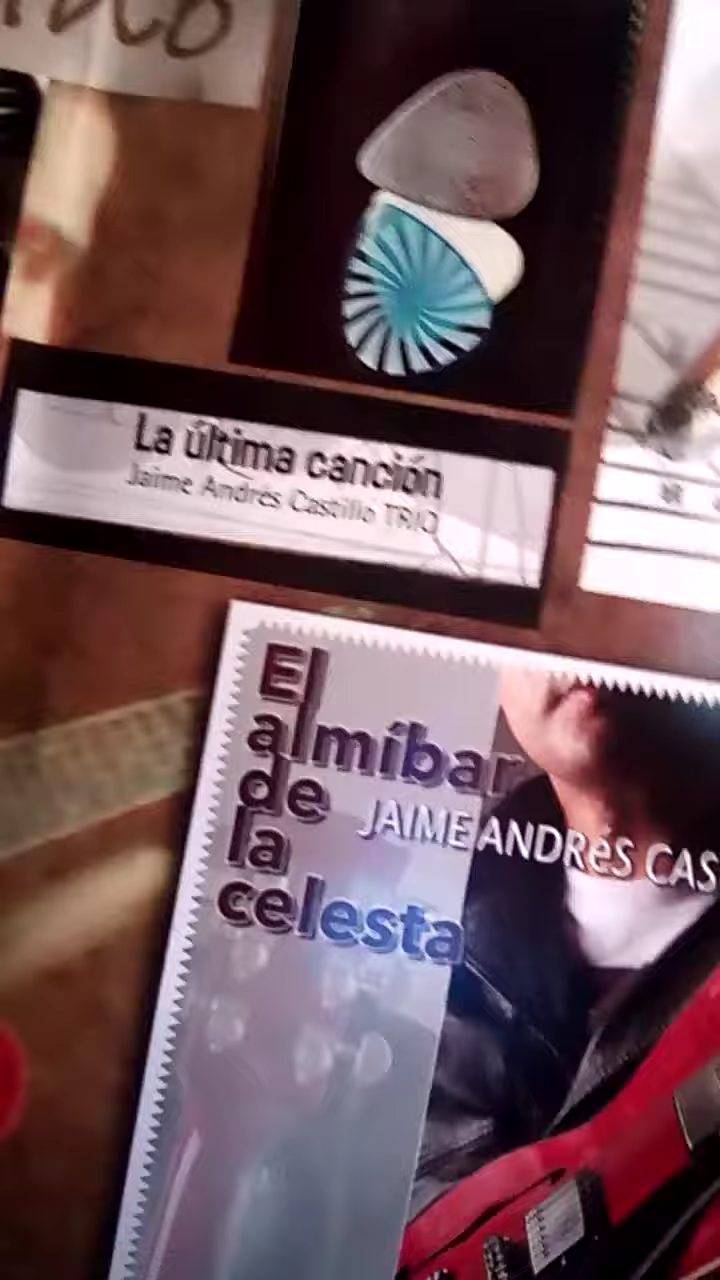 La última canción
Jaime Andrés Castillo TRIO
El
almíbar
de
la
celesta
JAIME ANDRéS CAS